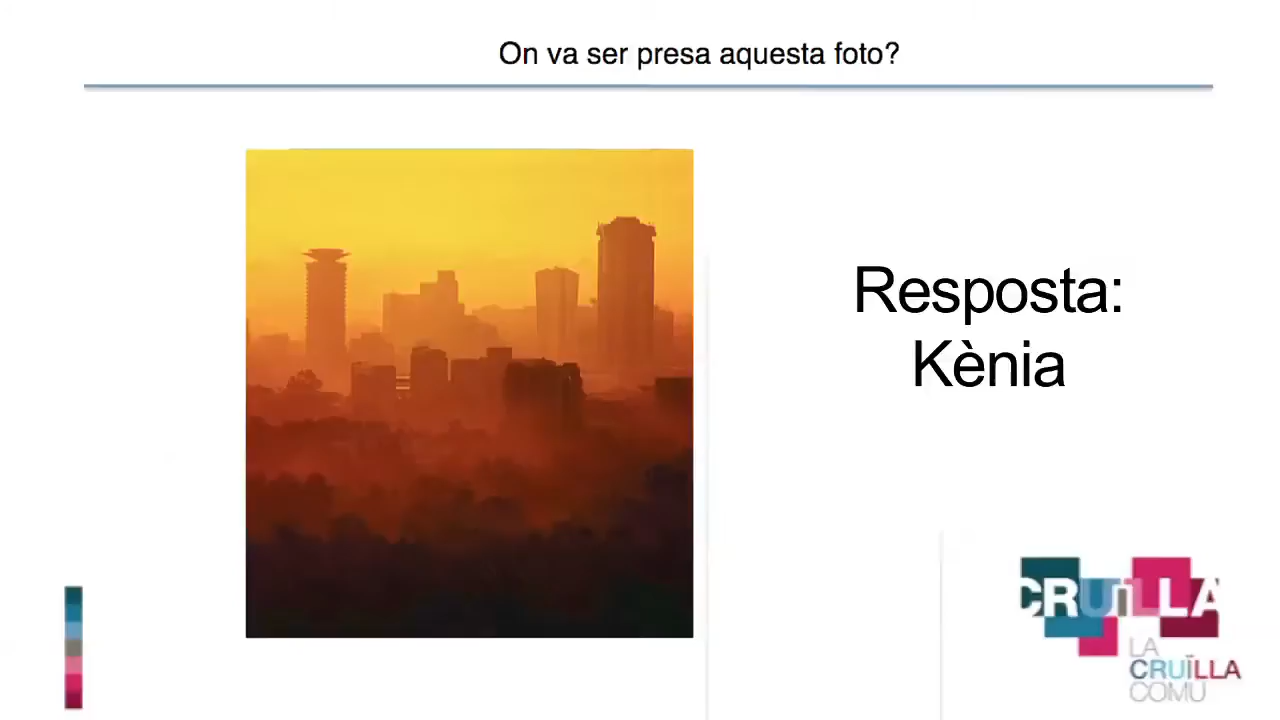 On va ser presa aquesta foto?
Resposta:
Kènia
CRUïLLA
LA
CRUÏLLA
COMU